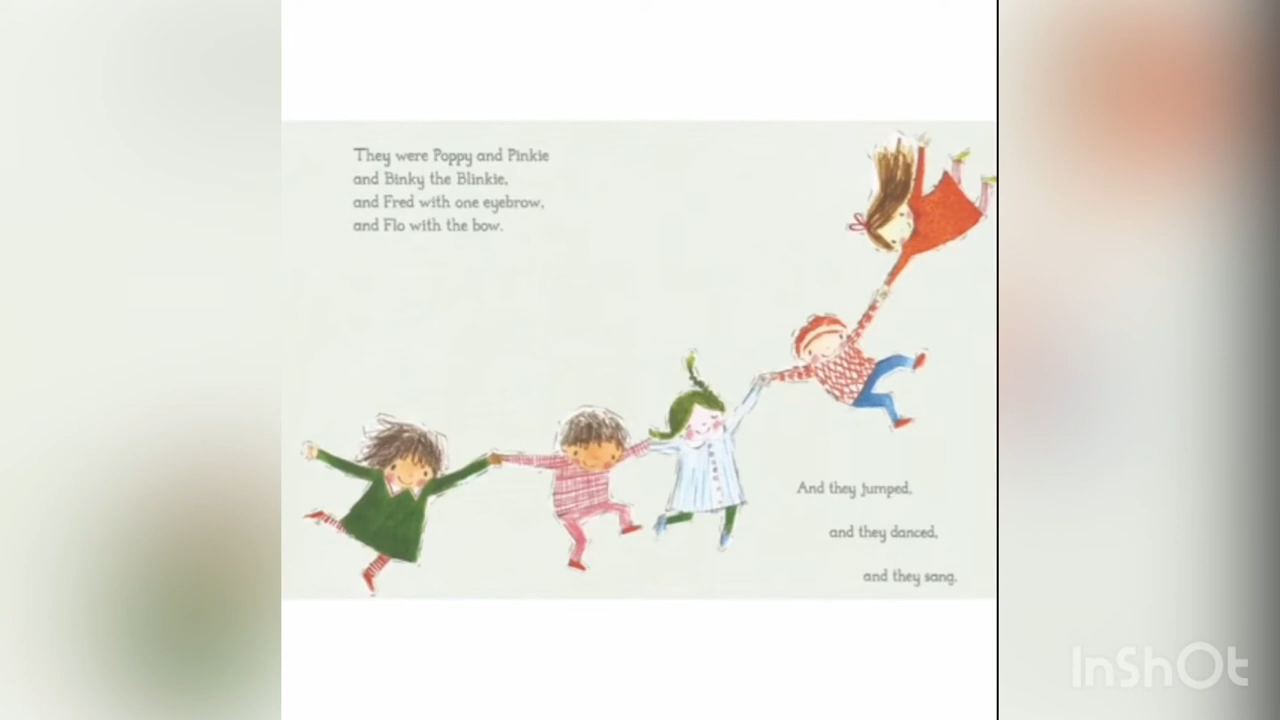 They were Poppy and Pinkie
and Binky the Blinkie,
and Fred with one eyebrow,
and Flo with the bow.
And they jumped,
and they danced,
and they sang.
InShOt